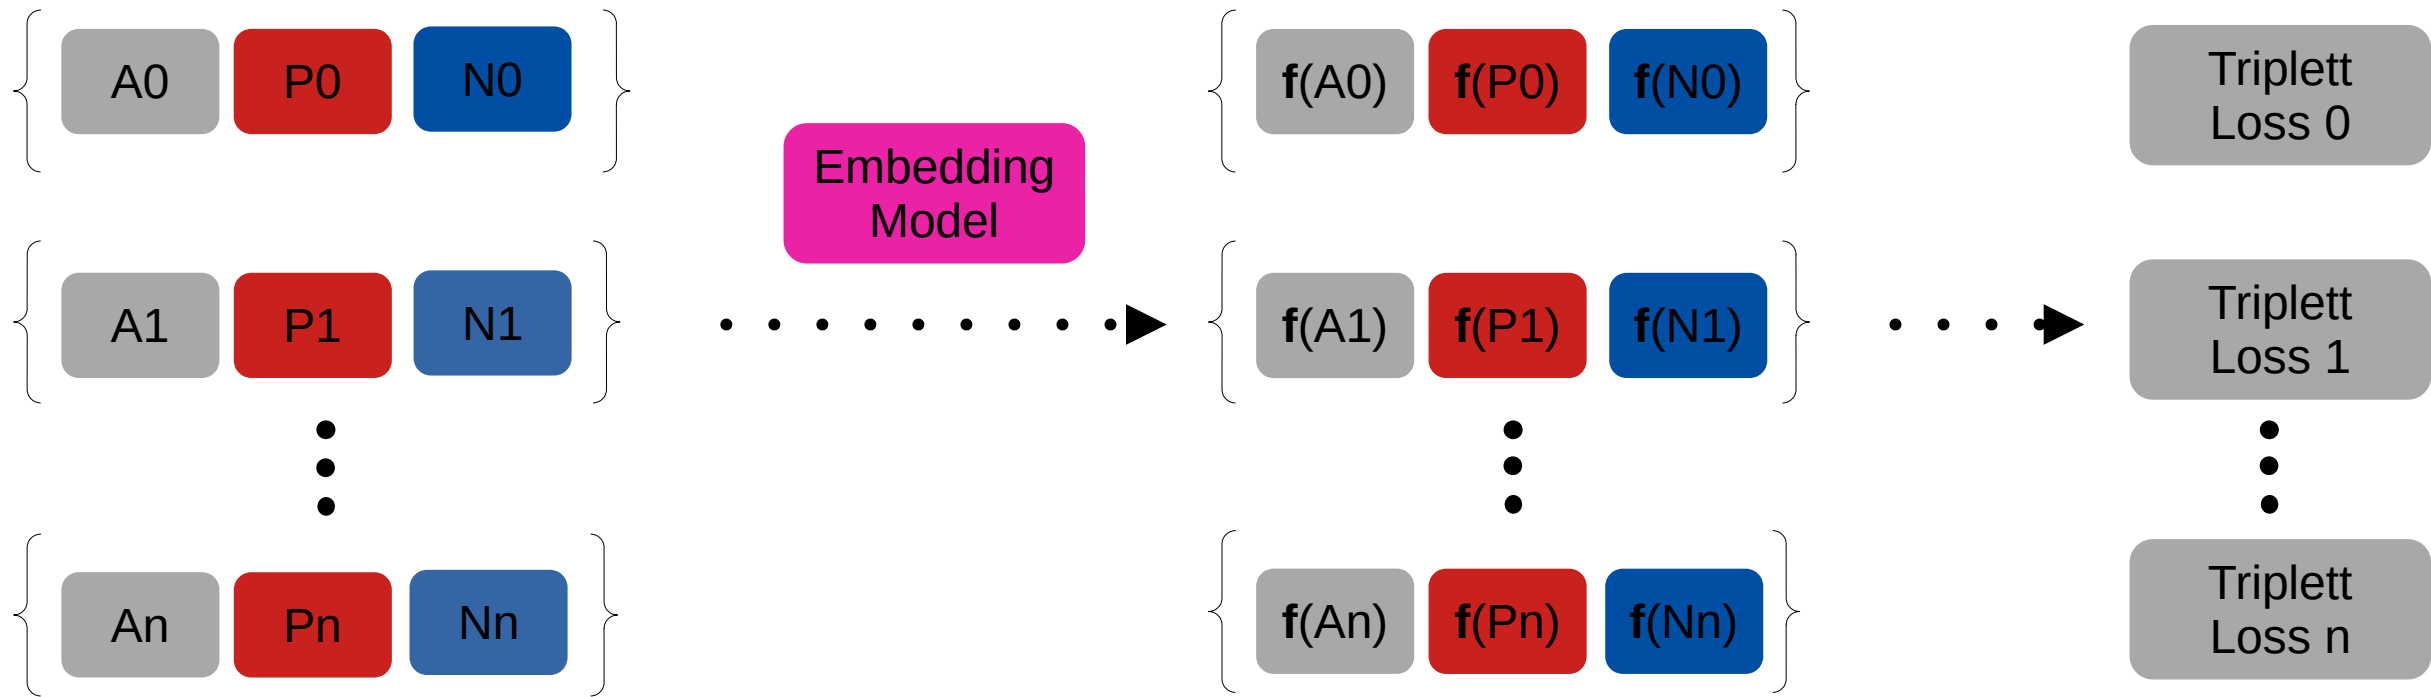 A0 P0 N0
f(A0) f(P0) f(N0)
Triplett
Loss 0
Embedding
Model
A1 P1 N1
f(A1) f(P1) f(N1)
Triplett
Loss 1
An Pn Nn
f(An) f(Pn) f(Nn)
Triplett
Loss n